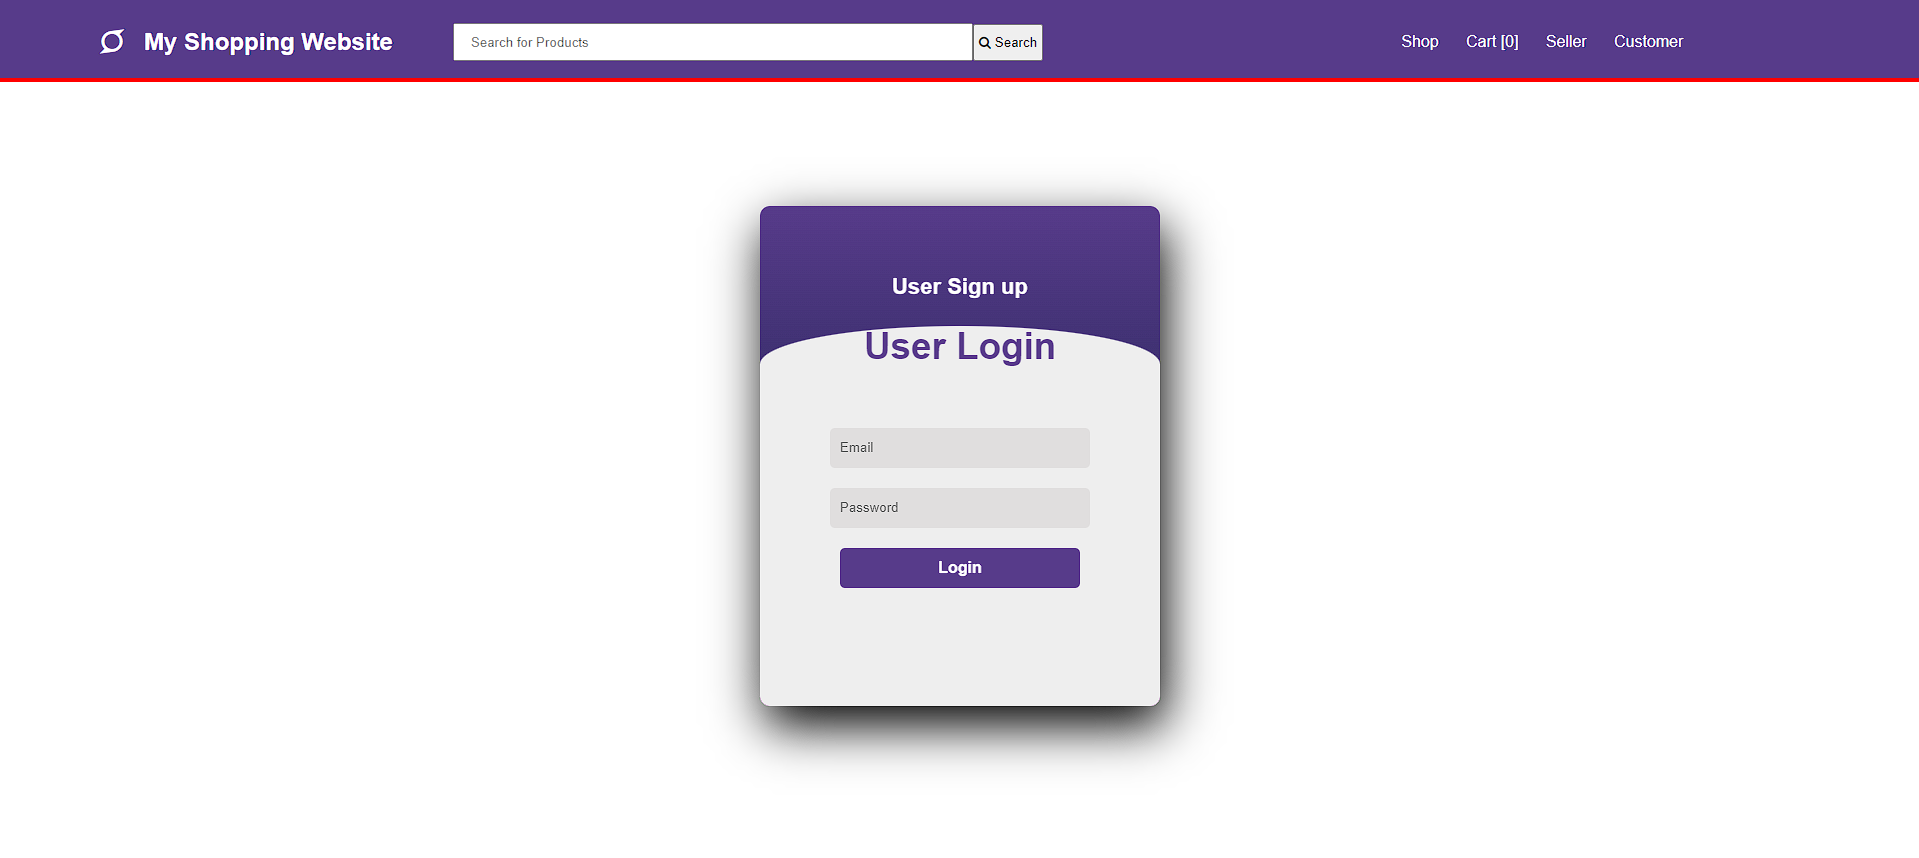 My Shopping Website
Search for Products
Search
Shop
Cart [0]
Seller
Customer
User Sign up
User Login
Email
Password
Login